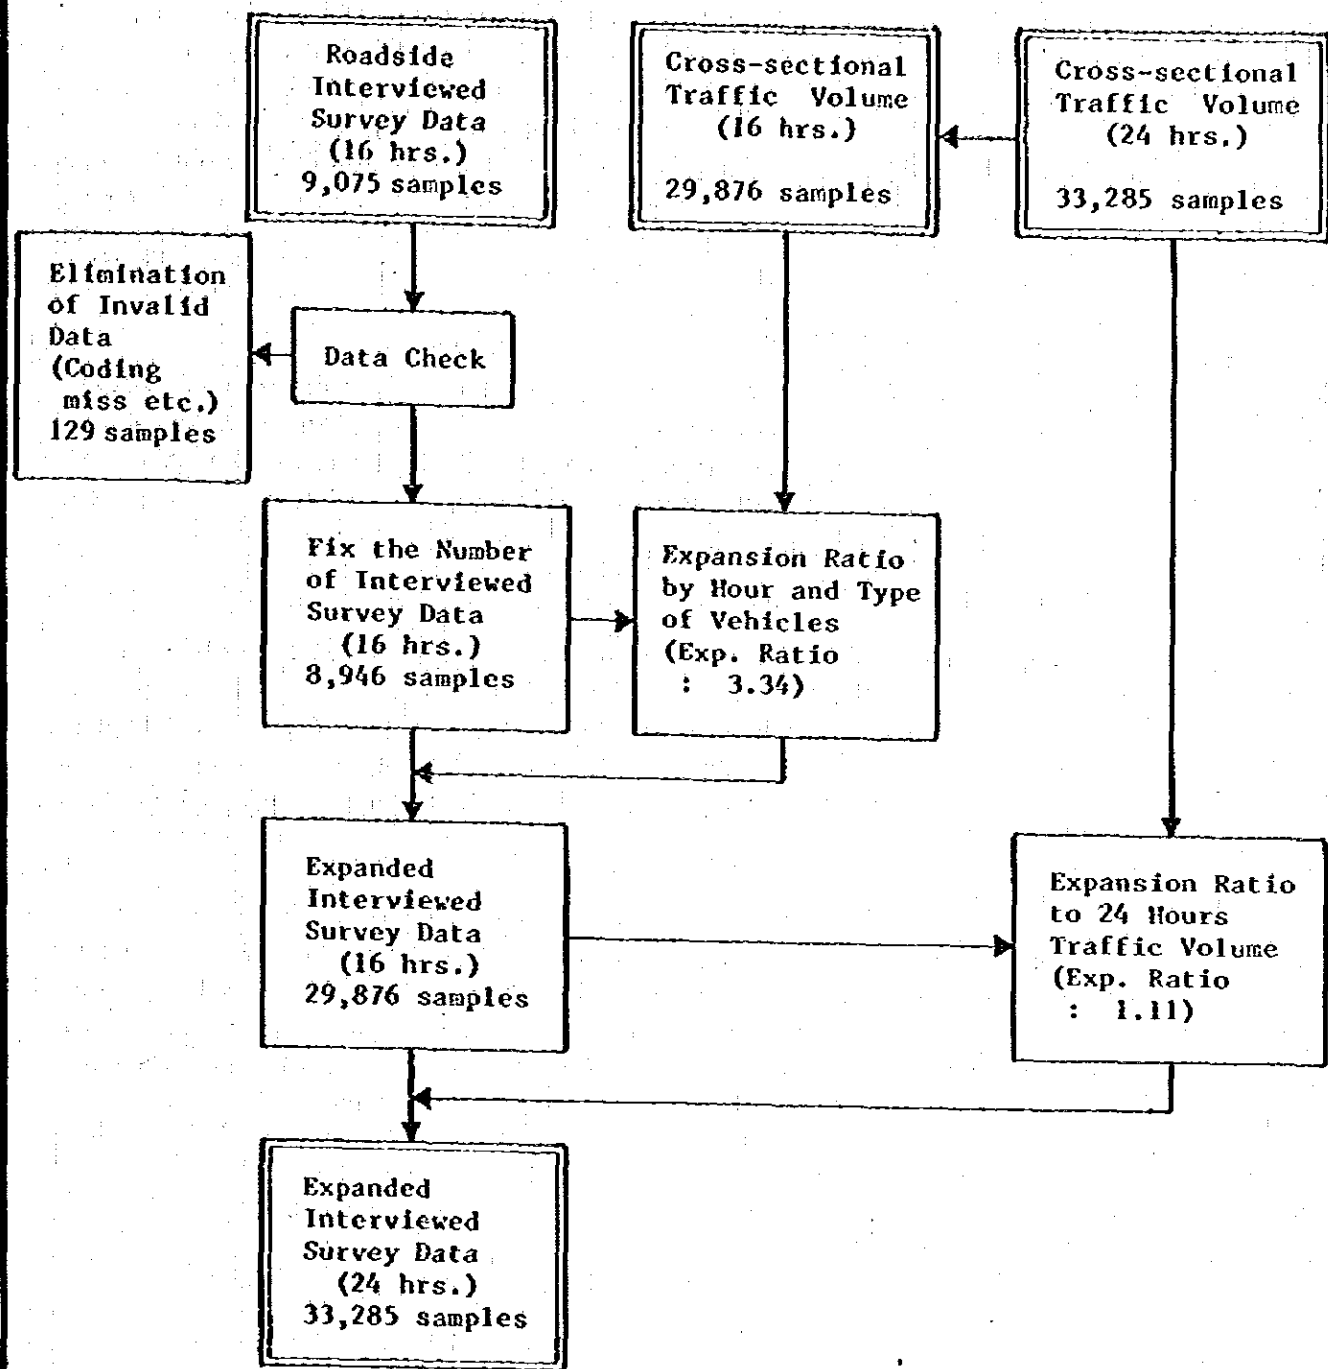 Roadside
Interviewed
Survey Data
(16 hrs.)
9,075 samples
Cross-sectional
Traffic Volume
(16 hrs.)
29,876 samples
Cross-sectional
Traffic Volume
(24 hrs.)
33,285 samples
Elimination
of Invalid
Data
(Coding
miss etc.)
129 samples
Data Check
Fix the Number
of Interviewed
Survey Data
(16 hrs.)
8,946 samples
Expansion Ratio
by Hour and Type
of Vehicles
(Exp. Ratio
: 3.34)
Expanded
Interviewed
Survey Data
(16 hrs.)
29,876 samples
Expansion Ratio
to 24 Hours
Traffic Volume
(Exp. Ratio
: 1.11)
Expanded
Interviewed
Survey Data
(24 hrs.)
33,285 samples